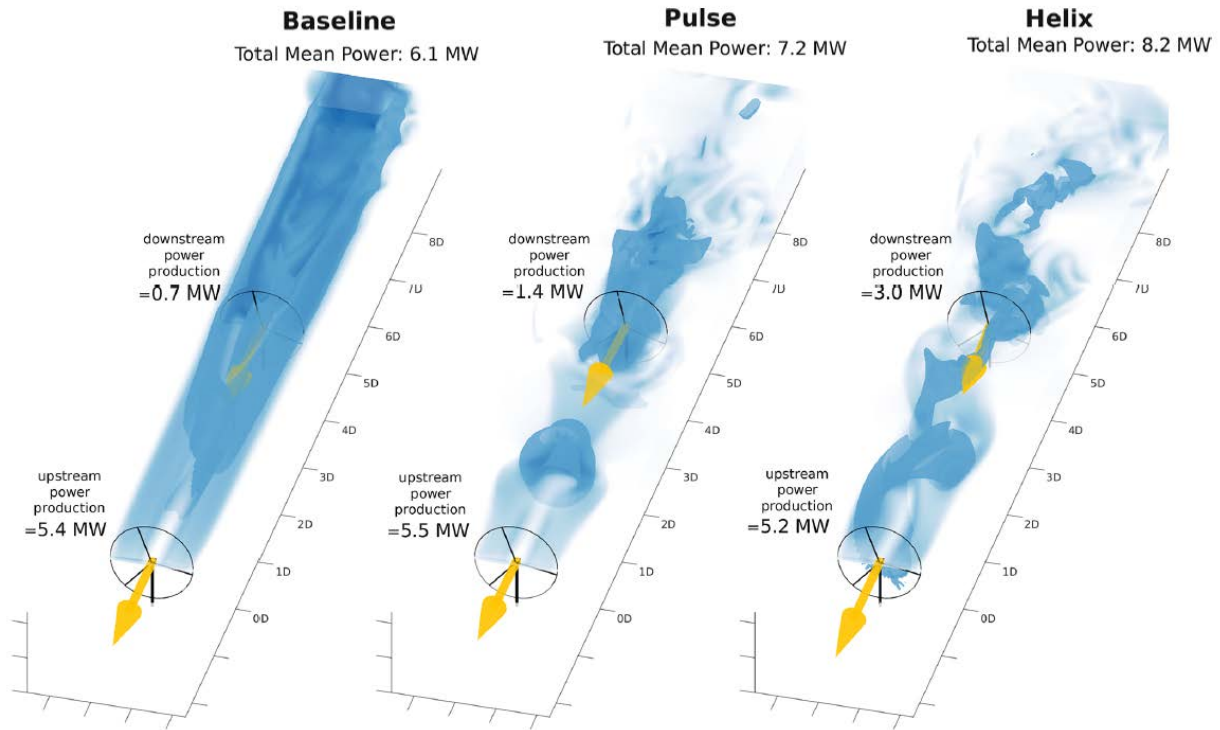 Baseline
Total Mean Power: 6.1 MW
downstream
power
production
=0.7 MW
upstream
power
production
=5.4 MW
8D
7D
6D
5D
4D
3D
2D
1D
0D
Pulse
Total Mean Power: 7.2 MW
downstream
power
production
=1.4 MW
upstream
power
production
=5.5 MW
8D
7D
6D
5D
4D
3D
2D
1D
0D
Helix
Total Mean Power: 8.2 MW
downstream
power
production
=3.0 MW
upstream
power
production
=5.2 MW
8D
7D
6D
5D
4D
3D
2D
1D
0D